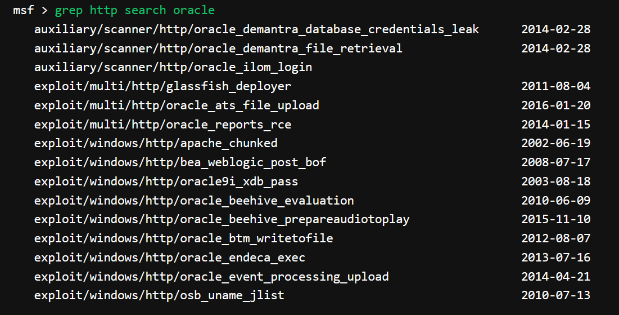 msf > grep http search oracle
auxiliary/scanner/http/oracle_demantra_database_credentials_leak 2014-02-28
auxiliary/scanner/http/oracle_demantra_file_retrieval 2014-02-28
auxiliary/scanner/http/oracle_ilom_login
exploit/multi/http/glassfish_deployer 2011-08-04
exploit/multi/http/oracle_ats_file_upload 2016-01-20
exploit/multi/http/oracle_reports_rce 2014-01-15
exploit/windows/http/apache_chunked 2002-06-19
exploit/windows/http/bea_weblogic_post_bof 2008-07-17
exploit/windows/http/oracle9i_xdb_pass 2003-08-18
exploit/windows/http/oracle_beehive_evaluation 2010-06-09
exploit/windows/http/oracle_beehive_prepareaudiotoplay 2015-11-10
exploit/windows/http/oracle_btm_writetofile 2012-08-07
exploit/windows/http/oracle_endeca_exec 2013-07-16
exploit/windows/http/oracle_event_processing_upload 2014-04-21
exploit/windows/http/osb_uname_jlist 2010-07-13